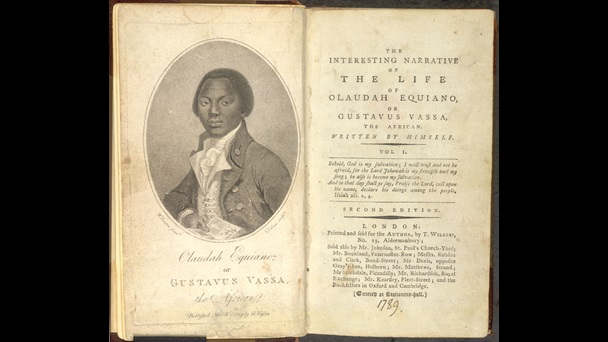 Olaudah Equiano;
or
GUSTAVUS VASSA,
the African.
THE
INTERESTING NARRATIVE
OF
THE LIFE
OF
OLAUDAH EQUIANO,
OR
GUSTAVUS VASSA,
THE AFRICAN.
WRITTEN BY HIMSELF.
VOL. I.
Behold, God is my salvation; I will trust and not be
afraid, for the Lord Jehovah is my strength and my
song; he also is become my salvation.
And in that day shall ye say, Praise the Lord, call upon
his name, declare his doings among the people,
Isaiah xii. 2, 4.
SECOND EDITION.
LONDON:
Printed and sold for the AUTHOR, by T. WILKINS,
No. 23, Aldermanbury;
Sold also by Mr. Johnson, St. Paul's Church-Yard;
Mr. Buckland, Paternoster-Row; Messrs. Robson
and Clark, Bond-Street; Mr. Davis, opposite
Gray's-Inn, Holborn; Mr. Matthews, Strand;
Mr. Stockdale, Piccadilly; Mr. Richardson, Royal
Exchange; Mr. Kearsley, Fleet-Street; and the
Booksellers in Oxford and Cambridge.
[Entered at Stationers-hall.]
1789.